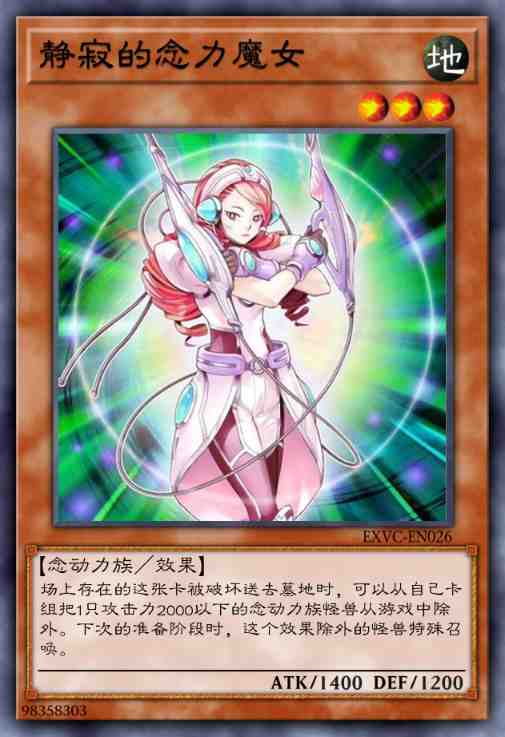 静寂的念力魔女
地
EXVC-EN026
【念动力族／效果】
场上存在的这张卡被破坏送去墓地时，可以从自己卡
组把1只攻击力2000以下的念动力族怪兽从游戏中除
外。下次的准备阶段时，这个效果除外的怪兽特殊召
唤。
ATK/1400 DEF/1200
98358303